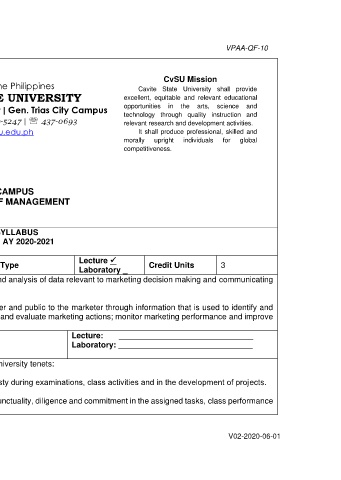 VPAA-QF-10
CvSU Mission
Cavite State University shall provide
excellent, equitable and relevant educational
opportunities in the arts, science and
technology through quality instruction and
relevant research and development activities.
It shall produce professional, skilled and
morally upright individuals for global
competitiveness.
he Philippines
E UNIVERSITY
| Gen. Trias City Campus
-5247 | ☏ 437-0693
u.edu.ph
CAMPUS
F MANAGEMENT
SYLLABUS
AY 2020-2021
Type
Lecture ✓
Laboratory _
Credit Units
3
nd analysis of data relevant to marketing decision making and communicating
er and public to the marketer through information that is used to identify and
and evaluate marketing actions; monitor marketing performance and improve
Lecture: ____________________
Laboratory: ____________________
niversity tenets:
sty during examinations, class activities and in the development of projects.
unctuality, diligence and commitment in the assigned tasks, class performance
V02-2020-06-01